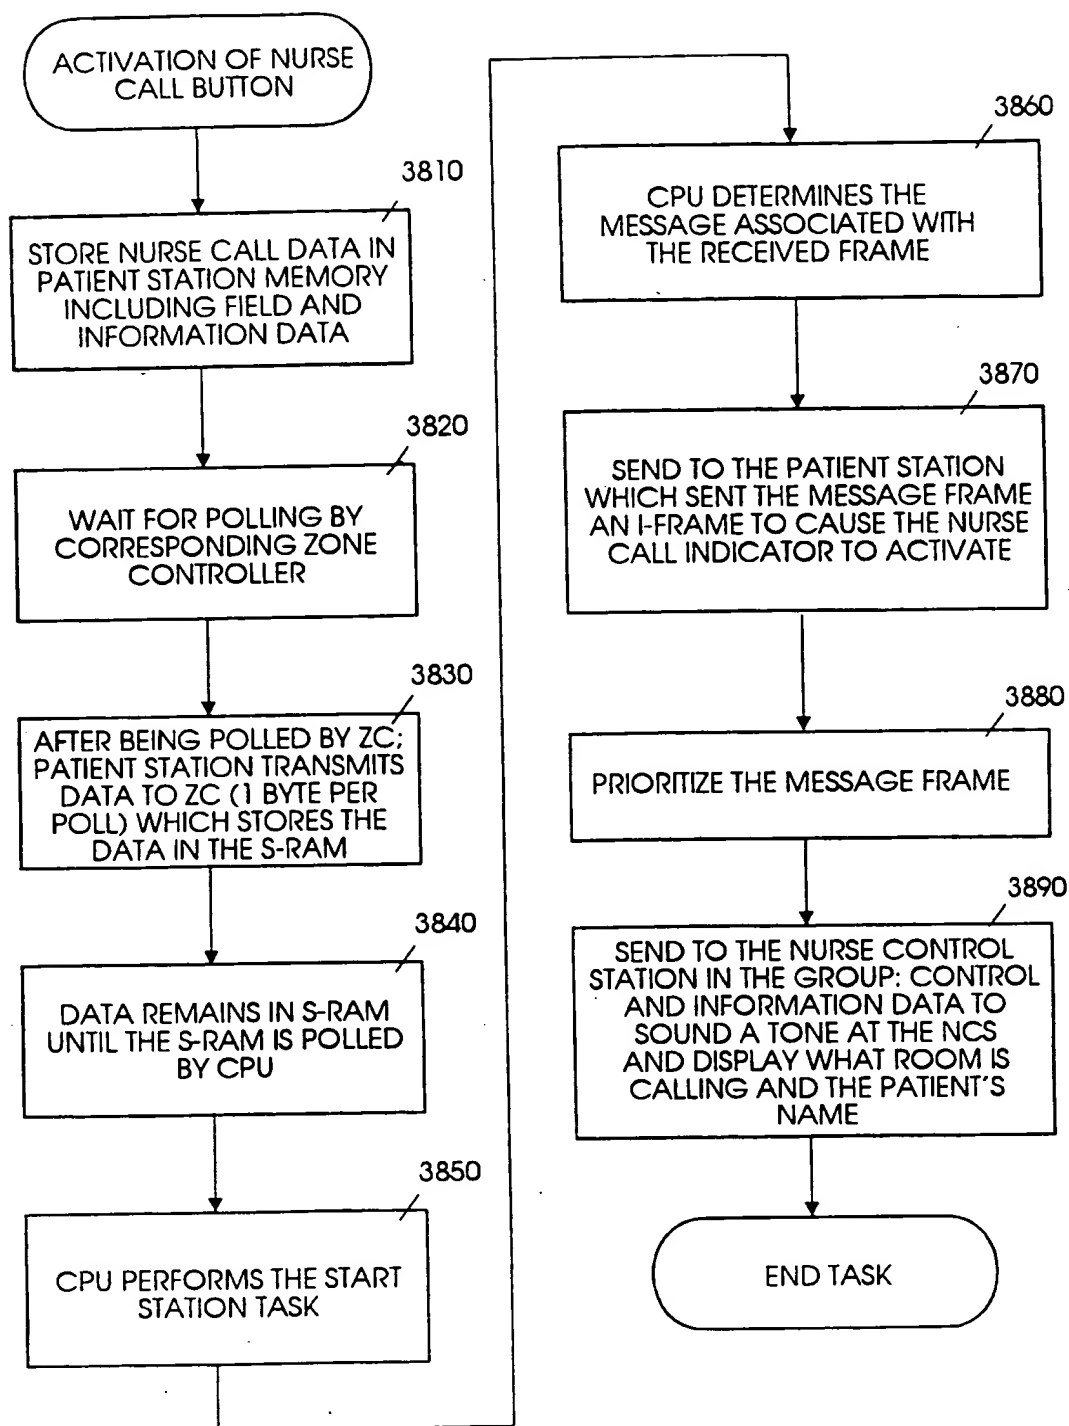 ACTIVATION OF NURSE
CALL BUTTON
3810
STORE NURSE CALL DATA IN
PATIENT STATION MEMORY
INCLUDING FIELD AND
INFORMATION DATA
3820
WAIT FOR POLLING BY
CORRESPONDING ZONE
CONTROLLER
3830
AFTER BEING POLLED BY ZC;
PATIENT STATION TRANSMITS
DATA TO ZC (1 BYTE PER
POLL) WHICH STORES THE
DATA IN THE S-RAM
3840
DATA REMAINS IN S-RAM
UNTIL THE S-RAM IS POLLED
BY CPU
3850
CPU PERFORMS THE START
STATION TASK
3860
CPU DETERMINES THE
MESSAGE ASSOCIATED WITH
THE RECEIVED FRAME
3870
SEND TO THE PATIENT STATION
WHICH SENT THE MESSAGE FRAME
AN I-FRAME TO CAUSE THE NURSE
CALL INDICATOR TO ACTIVATE
3880
PRIORITIZE THE MESSAGE FRAME
3890
SEND TO THE NURSE CONTROL
STATION IN THE GROUP: CONTROL
AND INFORMATION DATA TO
SOUND A TONE AT THE NCS
AND DISPLAY WHAT ROOM IS
CALLING AND THE PATIENT'S
NAME
END TASK